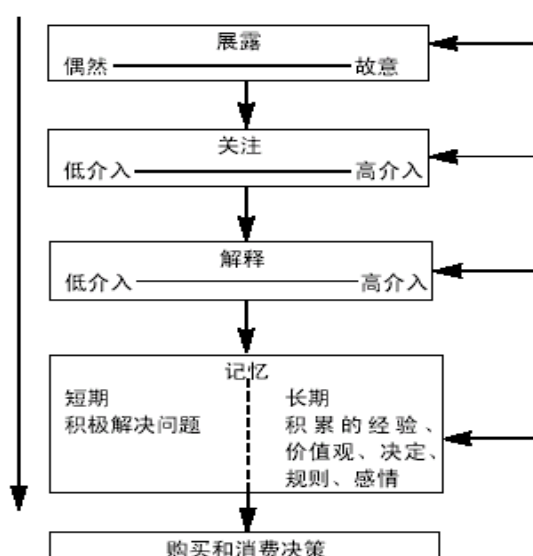 展露
偶然 故意
关注
低介入 高介入
解释
低介入 高介入
记忆
短期
积极解决问题
长期
积累的经验、
价值观、决定、
规则、感情
购买和消费决策